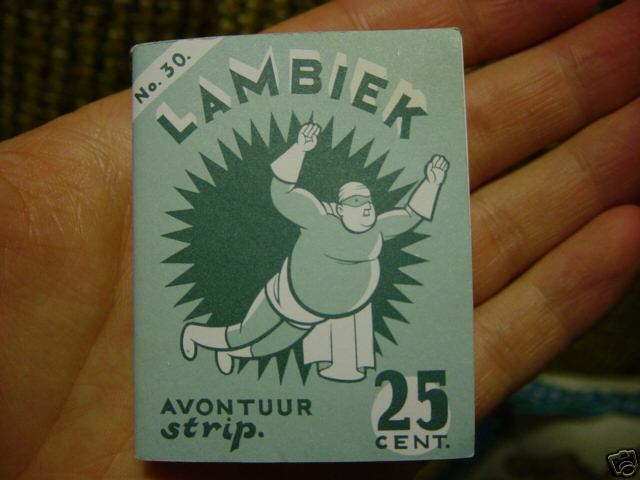 No. 30.
LAMBIEK
AVONTUUR
strip.
25
CENT.